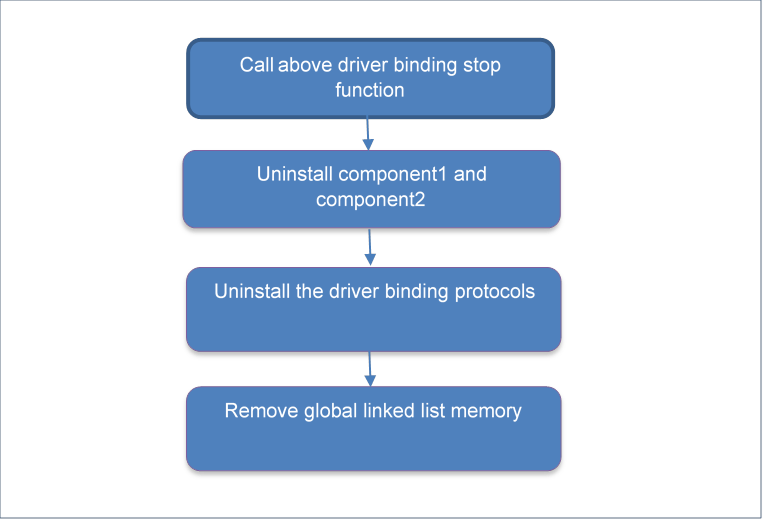 Call above driver binding stop
function
Uninstall component1 and
component2
Uninstall the driver binding protocols
Remove global linked list memory